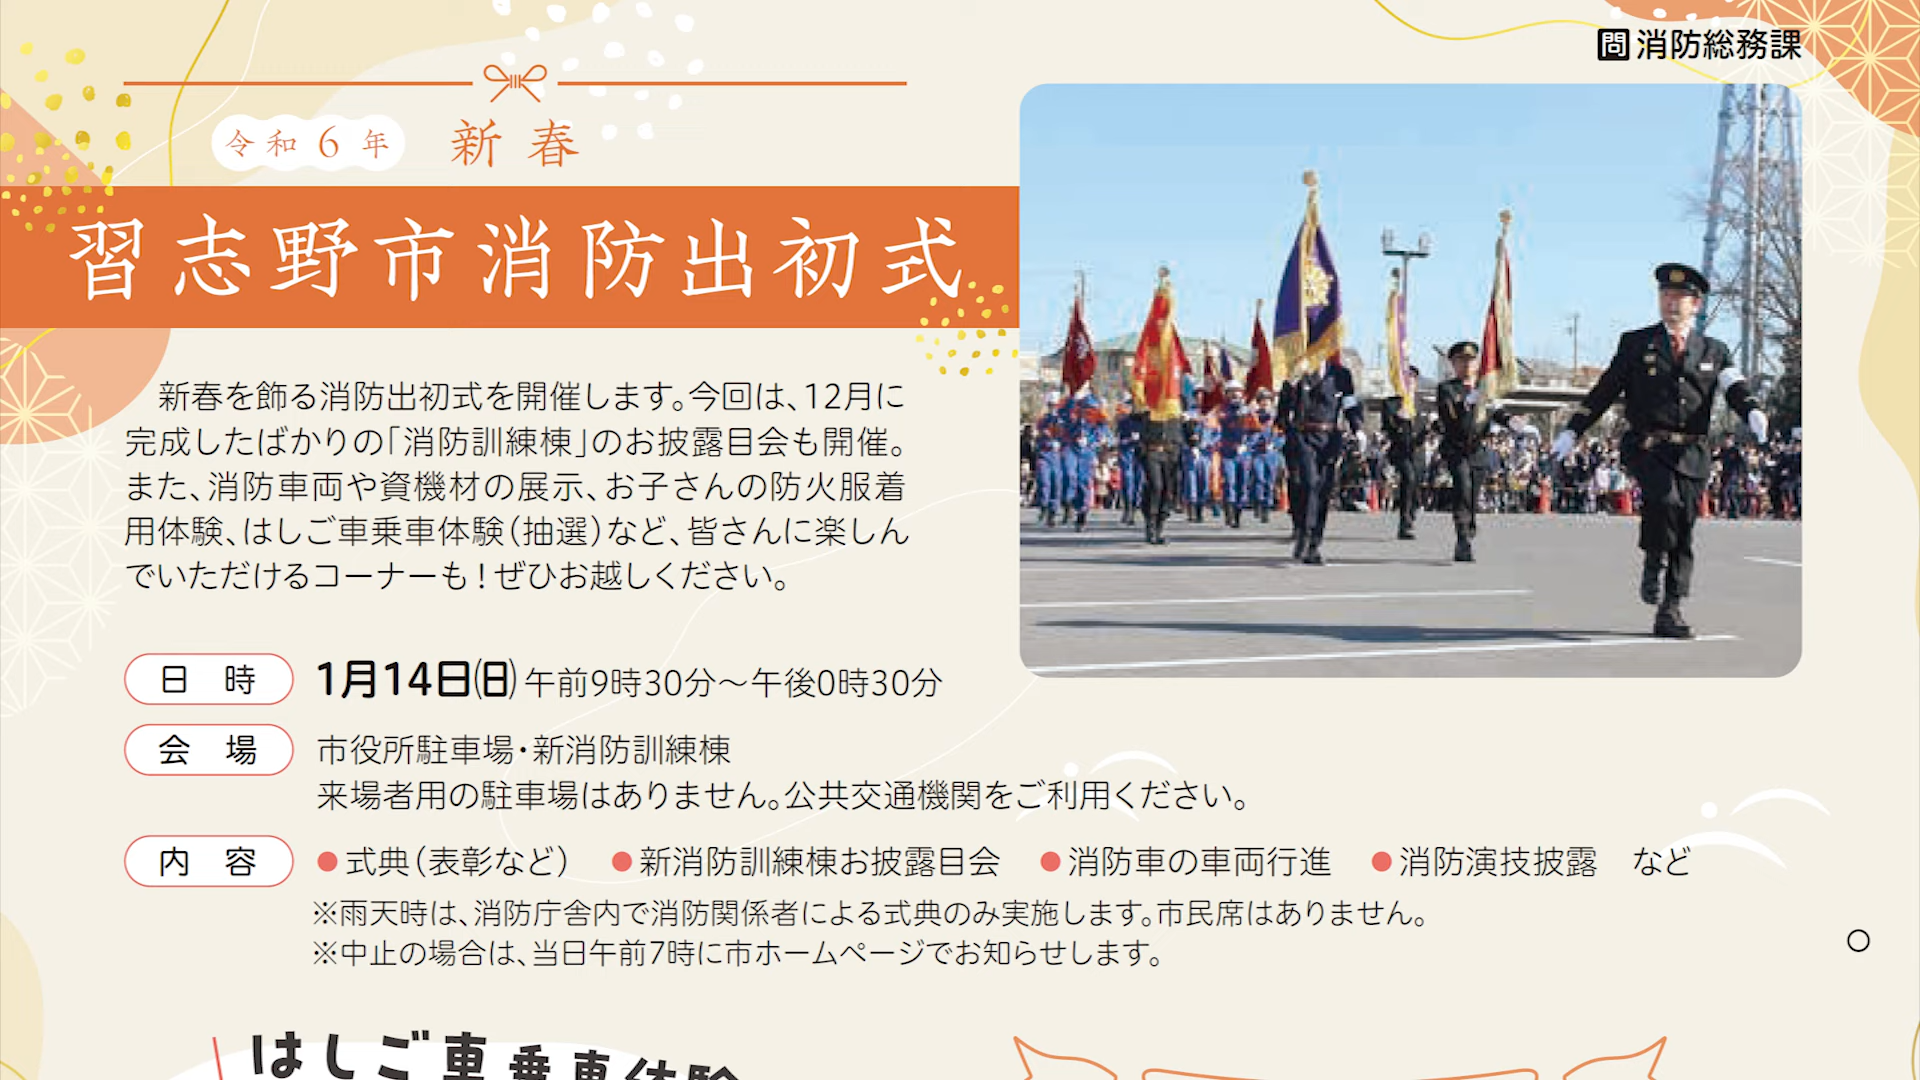 問 消防総務課
令和6年 新春
習志野市消防出初式
新春を飾る消防出初式を開催します。今回は、12月に
完成したばかりの「消防訓練棟」のお披露目会も開催。
また、消防車両や資機材の展示、お子さんの防火服着
用体験、はしご車乗車体験(抽選)など、皆さんに楽しん
でいただけるコーナーも!ぜひお越しください。
日時 1月14日(日)午前9時30分〜午後0時30分
会場 市役所駐車場・新消防訓練棟
来場者用の駐車場はありません。公共交通機関をご利用ください。
内容 ●式典(表彰など) ●新消防訓練棟お披露目会 ●消防車の車両行進 ●消防演技披露 など
※雨天時は、消防庁舎内で消防関係者による式典のみ実施します。市民席はありません。
※中止の場合は、当日午前7時に市ホームページでお知らせします。
はしご車乗車体験